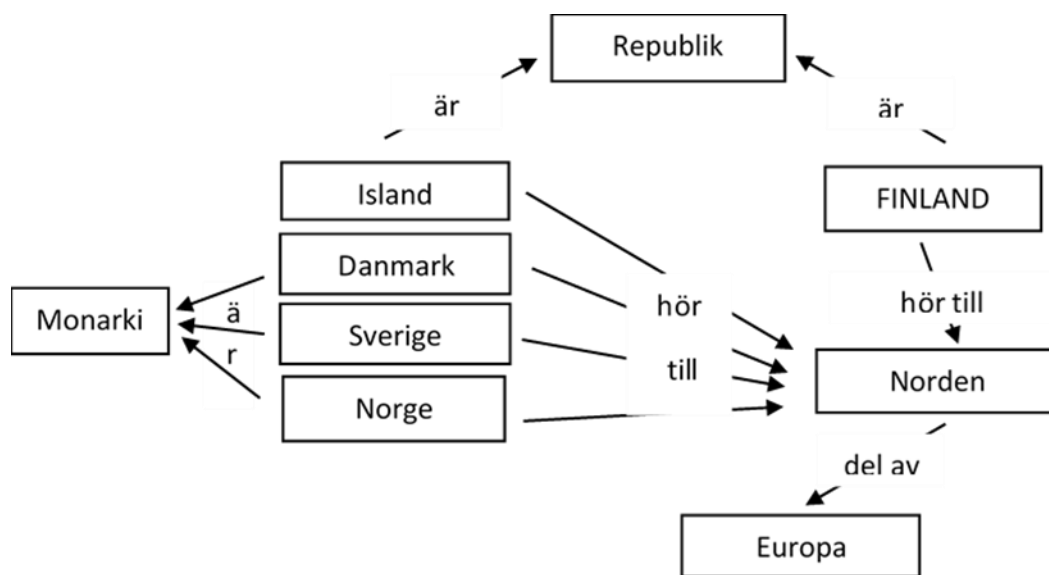 Republik
är
är
Island
FINLAND
Danmark
Monarki
ä
r
Sverige
hör
till
hör till
Norge
Norden
del av
Europa